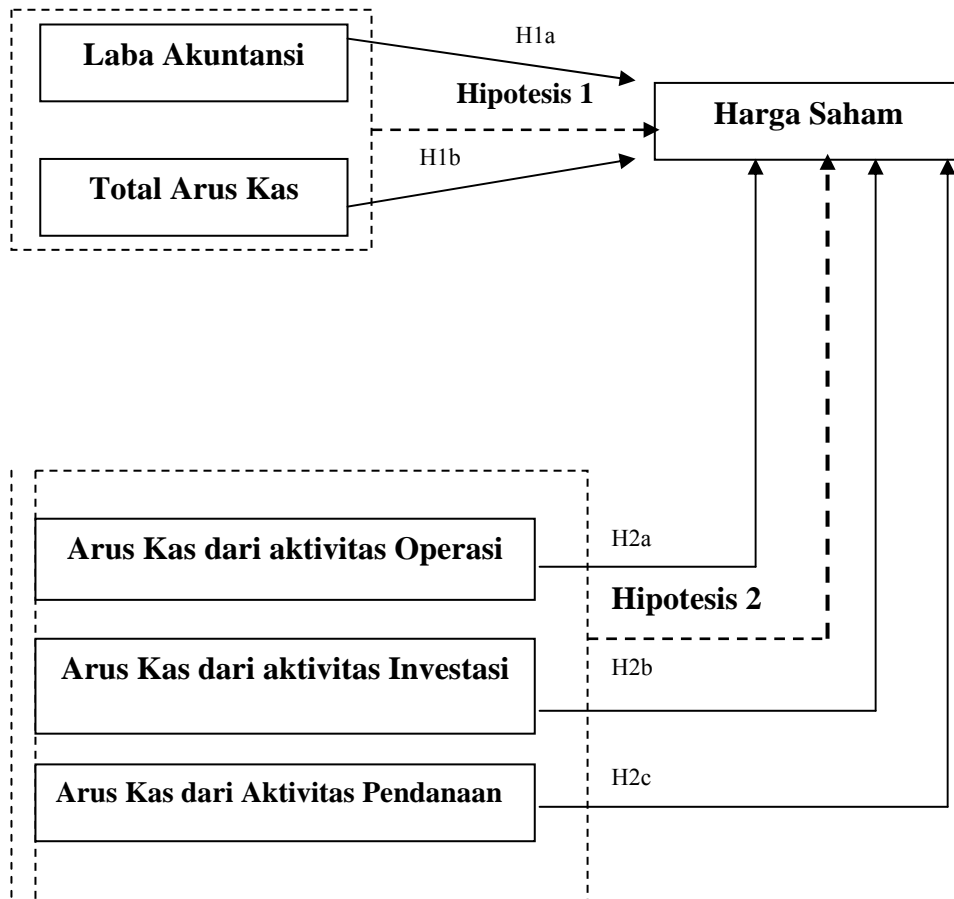 Laba Akuntansi
H1a
Hipotesis 1
Harga Saham
H1b
Total Arus Kas
Arus Kas dari aktivitas Operasi
H2a
Hipotesis 2
Arus Kas dari aktivitas Investasi
H2b
Arus Kas dari Aktivitas Pendanaan
H2c